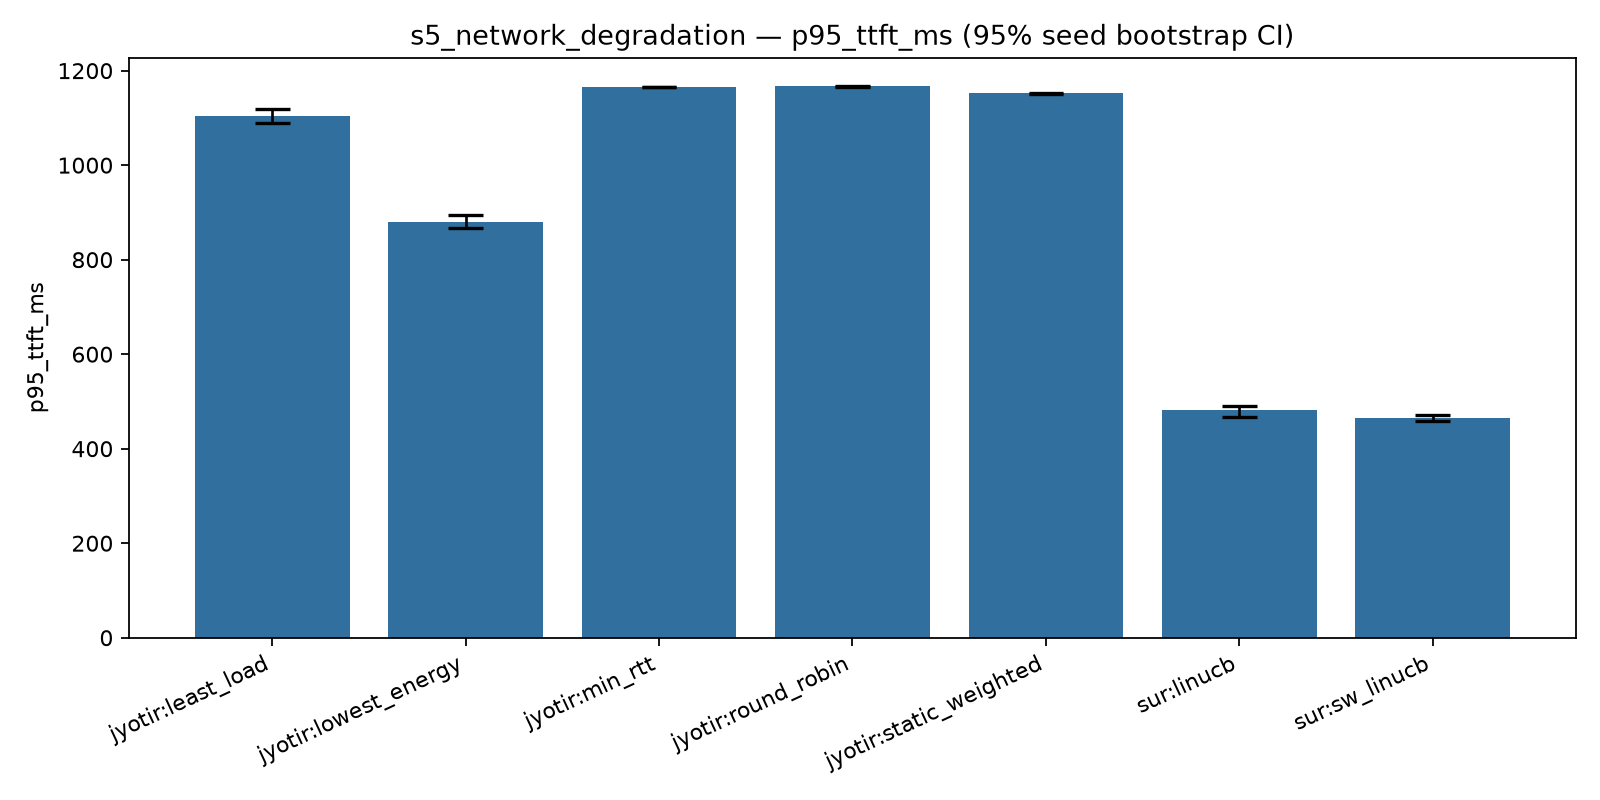 s5_network_degradation — p95_ttft_ms (95% seed bootstrap CI)
p95_ttft_ms
1200
1000
800
600
400
200
0
jyotir:least_load
jyotir:lowest_energy
jyotir:min_rtt
jyotir:round_robin
jyotir:static_weighted
sur:linucb
sur:sw_linucb